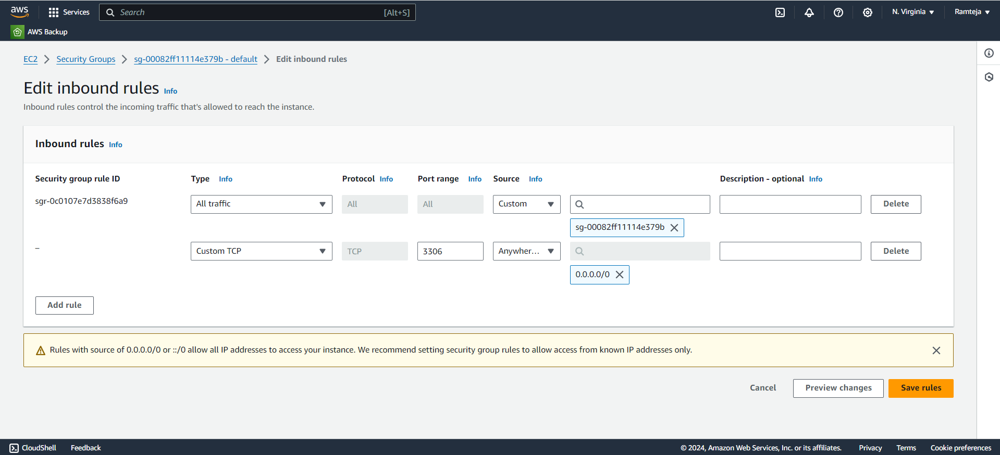 aws Services Search [Alt+S] N. Virginia Ramteja
AWS Backup
EC2 Security Groups sg-00082ff11114e379b - default Edit inbound rules
Edit inbound rules Info
Inbound rules control the incoming traffic that's allowed to reach the instance.
Inbound rules Info
Security group rule ID Type Info Protocol Info Port range Info Source Info Description - optional Info
sgr-0c0107e7d3838f6a9 All traffic All All Custom Delete
sg-00082ff11114e379b
– Custom TCP TCP 3306 Anywher... Delete
0.0.0.0/0
Add rule
Rules with source of 0.0.0.0/0 or ::/0 allow all IP addresses to access your instance. We recommend setting security group rules to allow access from known IP addresses only.
Cancel Preview changes Save rules
CloudShell Feedback © 2024, Amazon Web Services, Inc. or its affiliates. Privacy Terms Cookie preferences